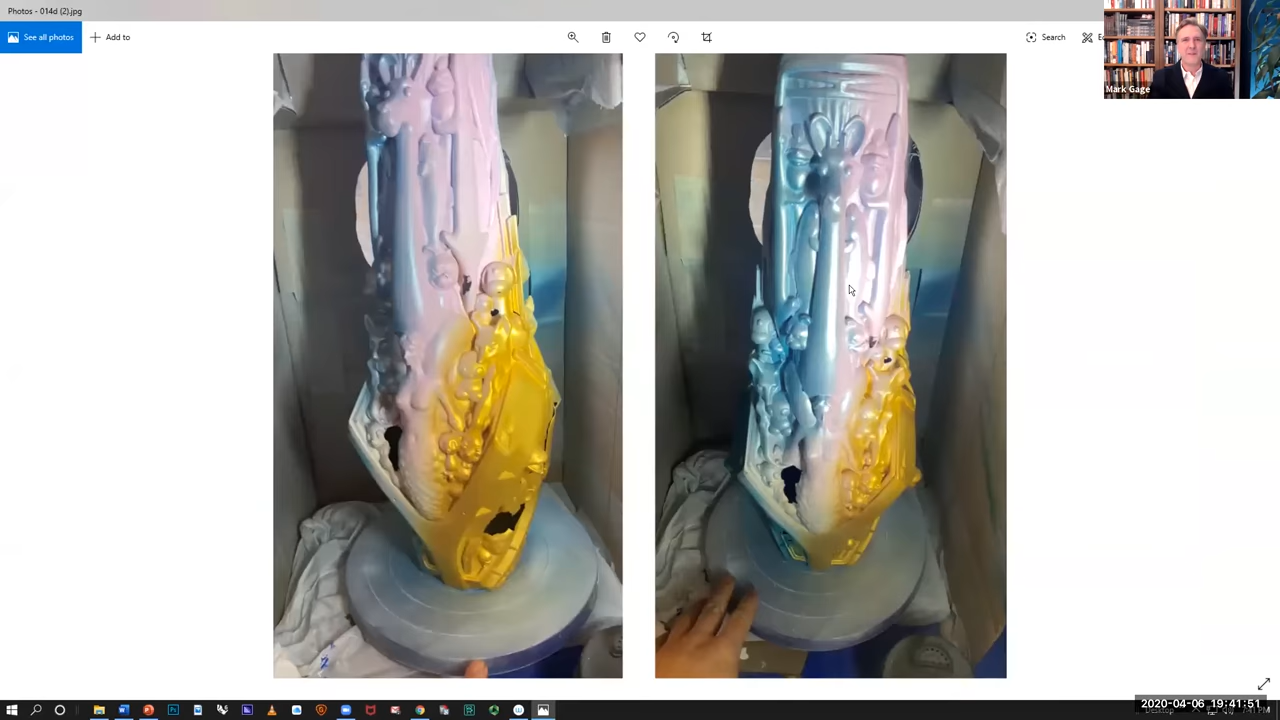 Photos - 014d (2).jpg
See all photos
Add to
Search
Mark Gage
2020-04-06 19:41:51